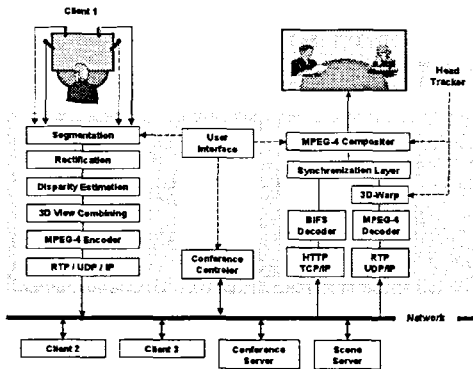 Client 1
Segmentation
Rectification
Disparity Estimation
3D View Combining
MPEG-4 Encoder
RTP / UDP / IP
User
Interface
Conference
Controler
Head
Tracker
MPEG-4 Compositer
Synchronization Layer
3D-Warp
BIFS
Decoder
MPEG-4
Decoder
HTTP
TCP/IP
RTP
UDP/IP
Network
Client 2
Client 3
Conference
Server
Scene
Server